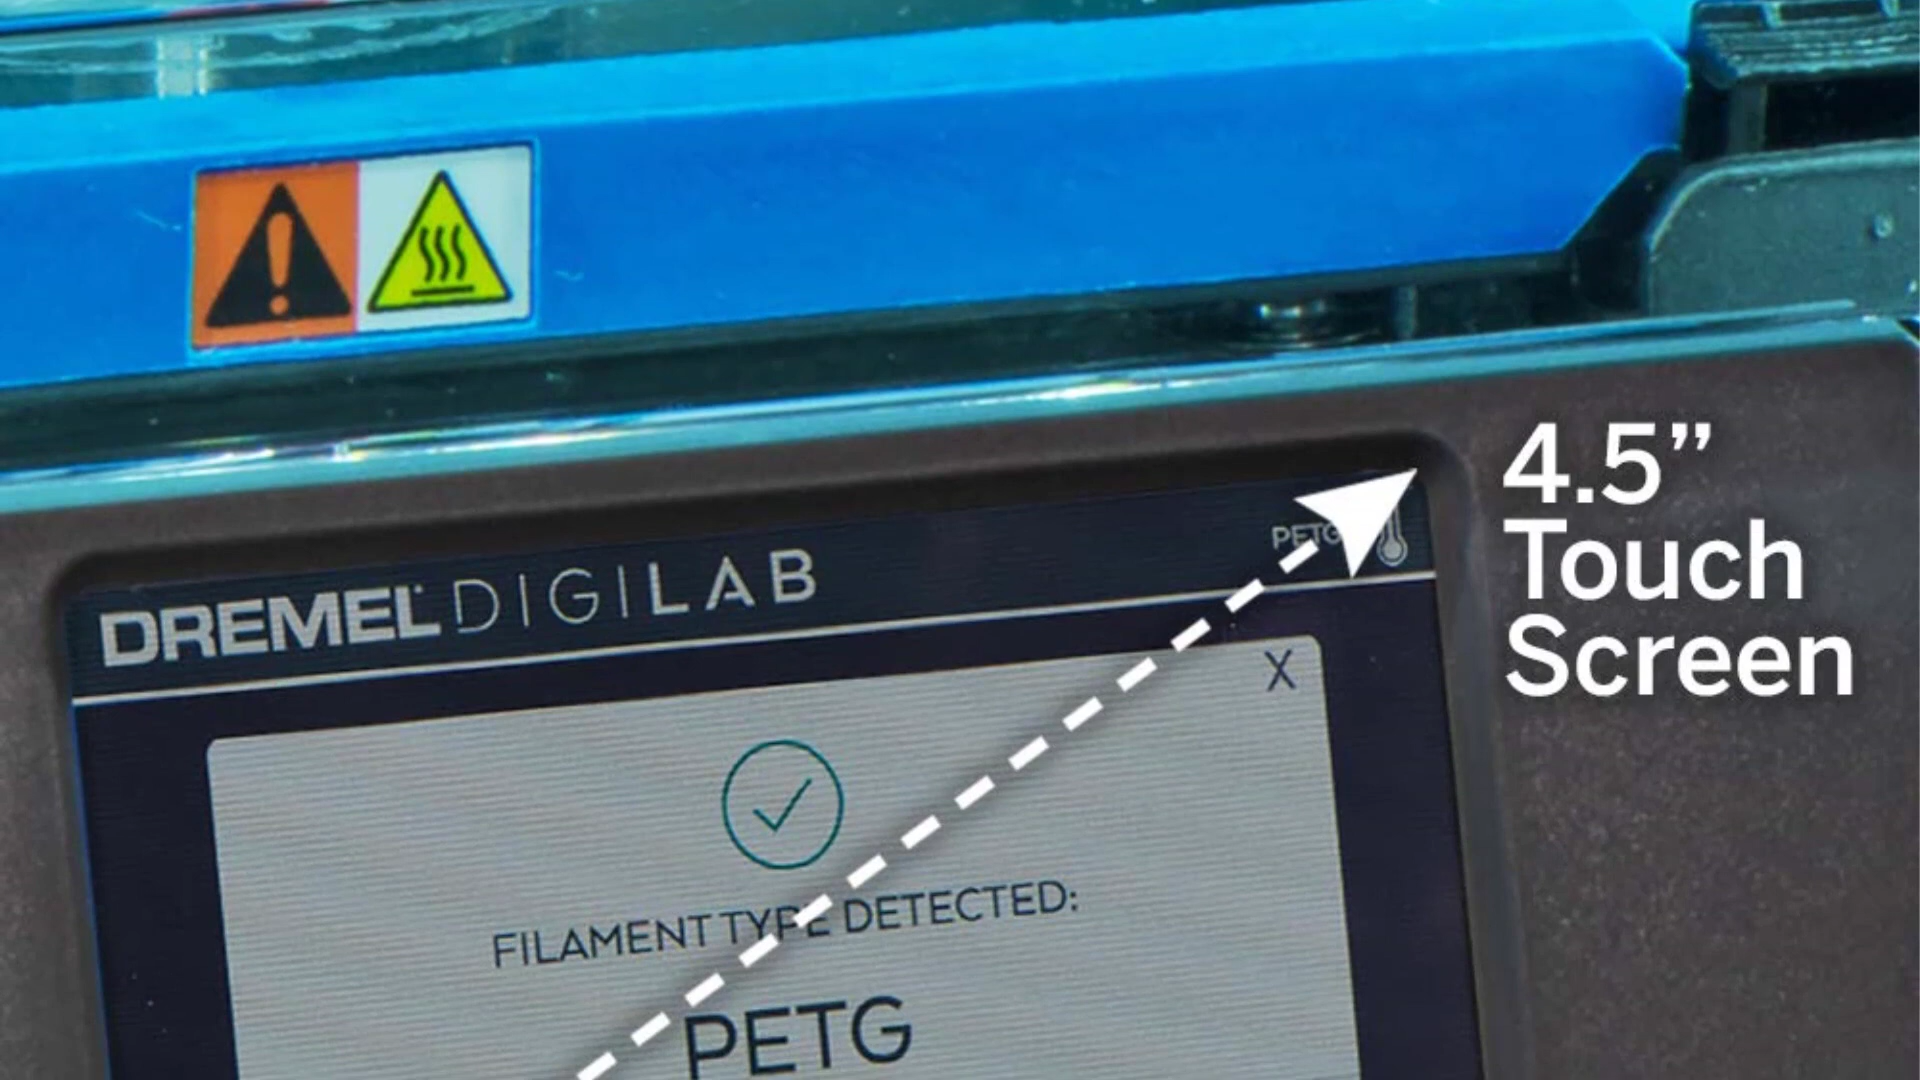 DREMEL DIGILAB
PETG
X
FILAMENT TYPE DETECTED:
PETG
4.5”
Touch
Screen